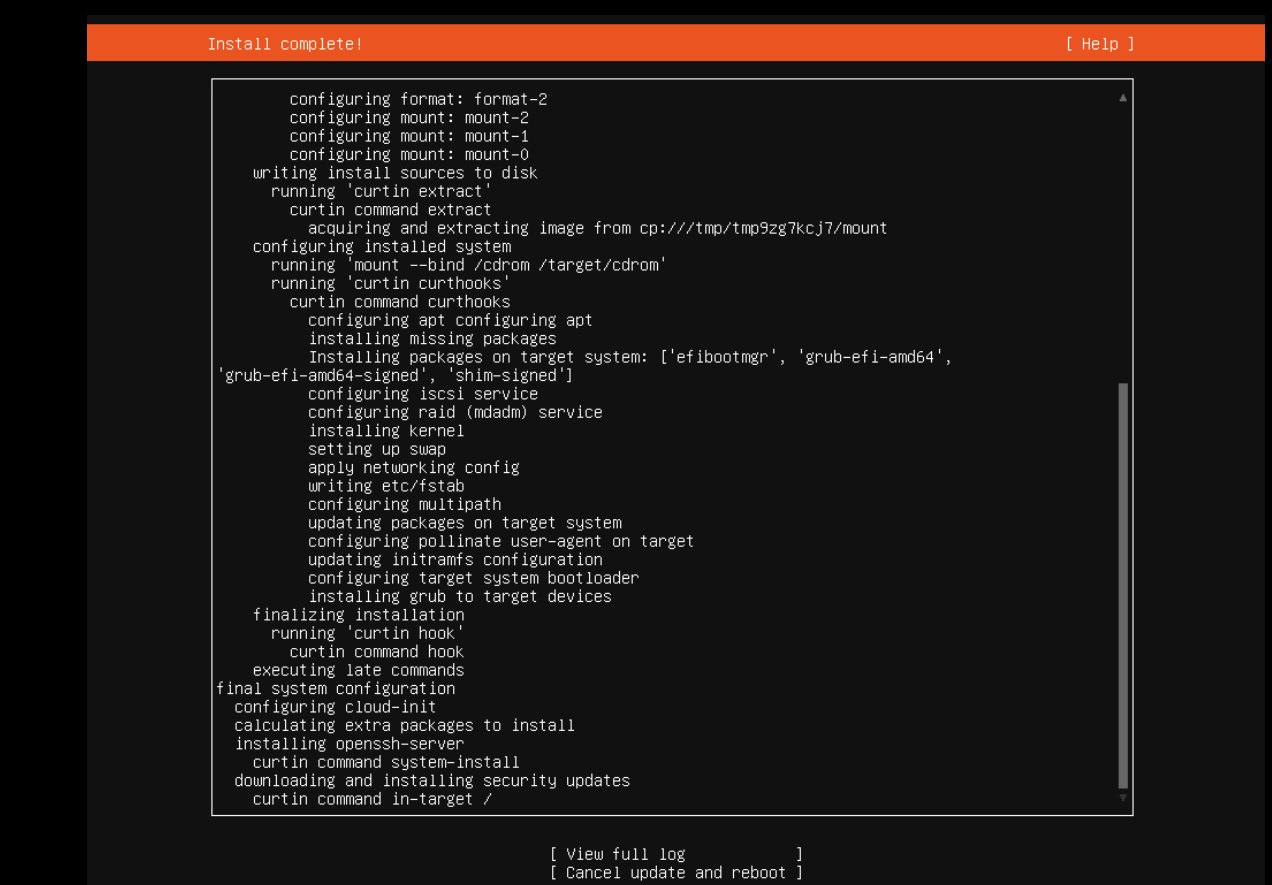 Install complete! [ Help ]
configuring format: format-2
configuring mount: mount-2
configuring mount: mount-1
configuring mount: mount-0
writing install sources to disk
running 'curtin extract'
curtin command extract
acquiring and extracting image from cp:///tmp/tmp9zg7kcj7/mount
configuring installed system
running 'mount --bind /cdrom /target/cdrom'
running 'curtin curthooks'
curtin command curthooks
configuring apt configuring apt
installing missing packages
Installing packages on target system: ['efibootmgr', 'grub-efi-amd64',
'grub-efi-amd64-signed', 'shim-signed']
configuring iscsi service
configuring raid (mdadm) service
installing kernel
setting up swap
apply networking config
writing etc/fstab
configuring multipath
updating packages on target system
configuring pollinate user-agent on target
updating initramfs configuration
configuring target system bootloader
installing grub to target devices
finalizing installation
running 'curtin hook'
curtin command hook
executing late commands
final system configuration
configuring cloud-init
calculating extra packages to install
installing openssh-server
curtin command system-install
downloading and installing security updates
curtin command in-target /
[ View full log ]
[ Cancel update and reboot ]